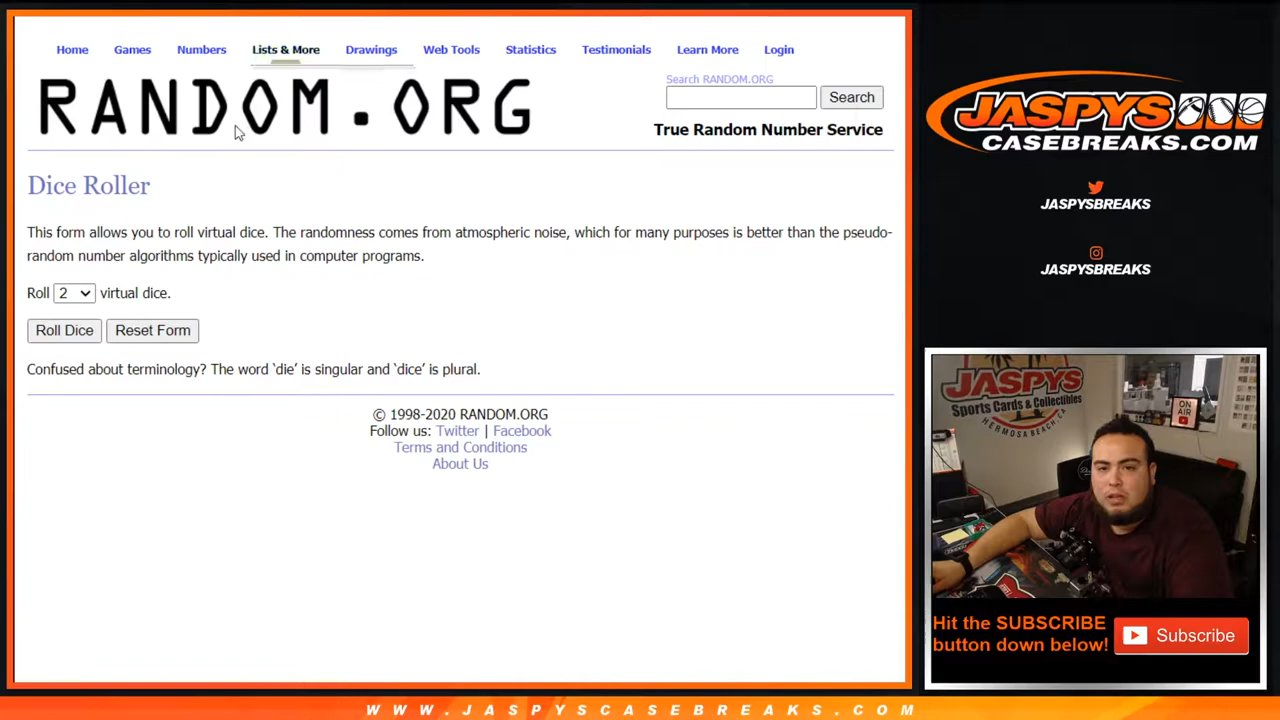 Home Games Numbers Lists & More Drawings Web Tools Statistics Testimonials Learn More Login
RANDOM.ORG
Search RANDOM.ORG
Search
True Random Number Service
Dice Roller
This form allows you to roll virtual dice. The randomness comes from atmospheric noise, which for many purposes is better than the pseudo-
random number algorithms typically used in computer programs.
Roll 2 virtual dice.
Roll Dice Reset Form
Confused about terminology? The word ‘die’ is singular and ‘dice’ is plural.
© 1998-2020 RANDOM.ORG
Follow us: Twitter | Facebook
Terms and Conditions
About Us
JASPYS
CASEBREAKS.COM
JASPYSBREAKS
JASPYSBREAKS
JASPYS
Sports Cards & Collectibles
HERMOSA BEACH, CA
ON
AIR
Hit the SUBSCRIBE
button down below!
Subscribe
WWW.JASPYSCASEBREAKS.COM